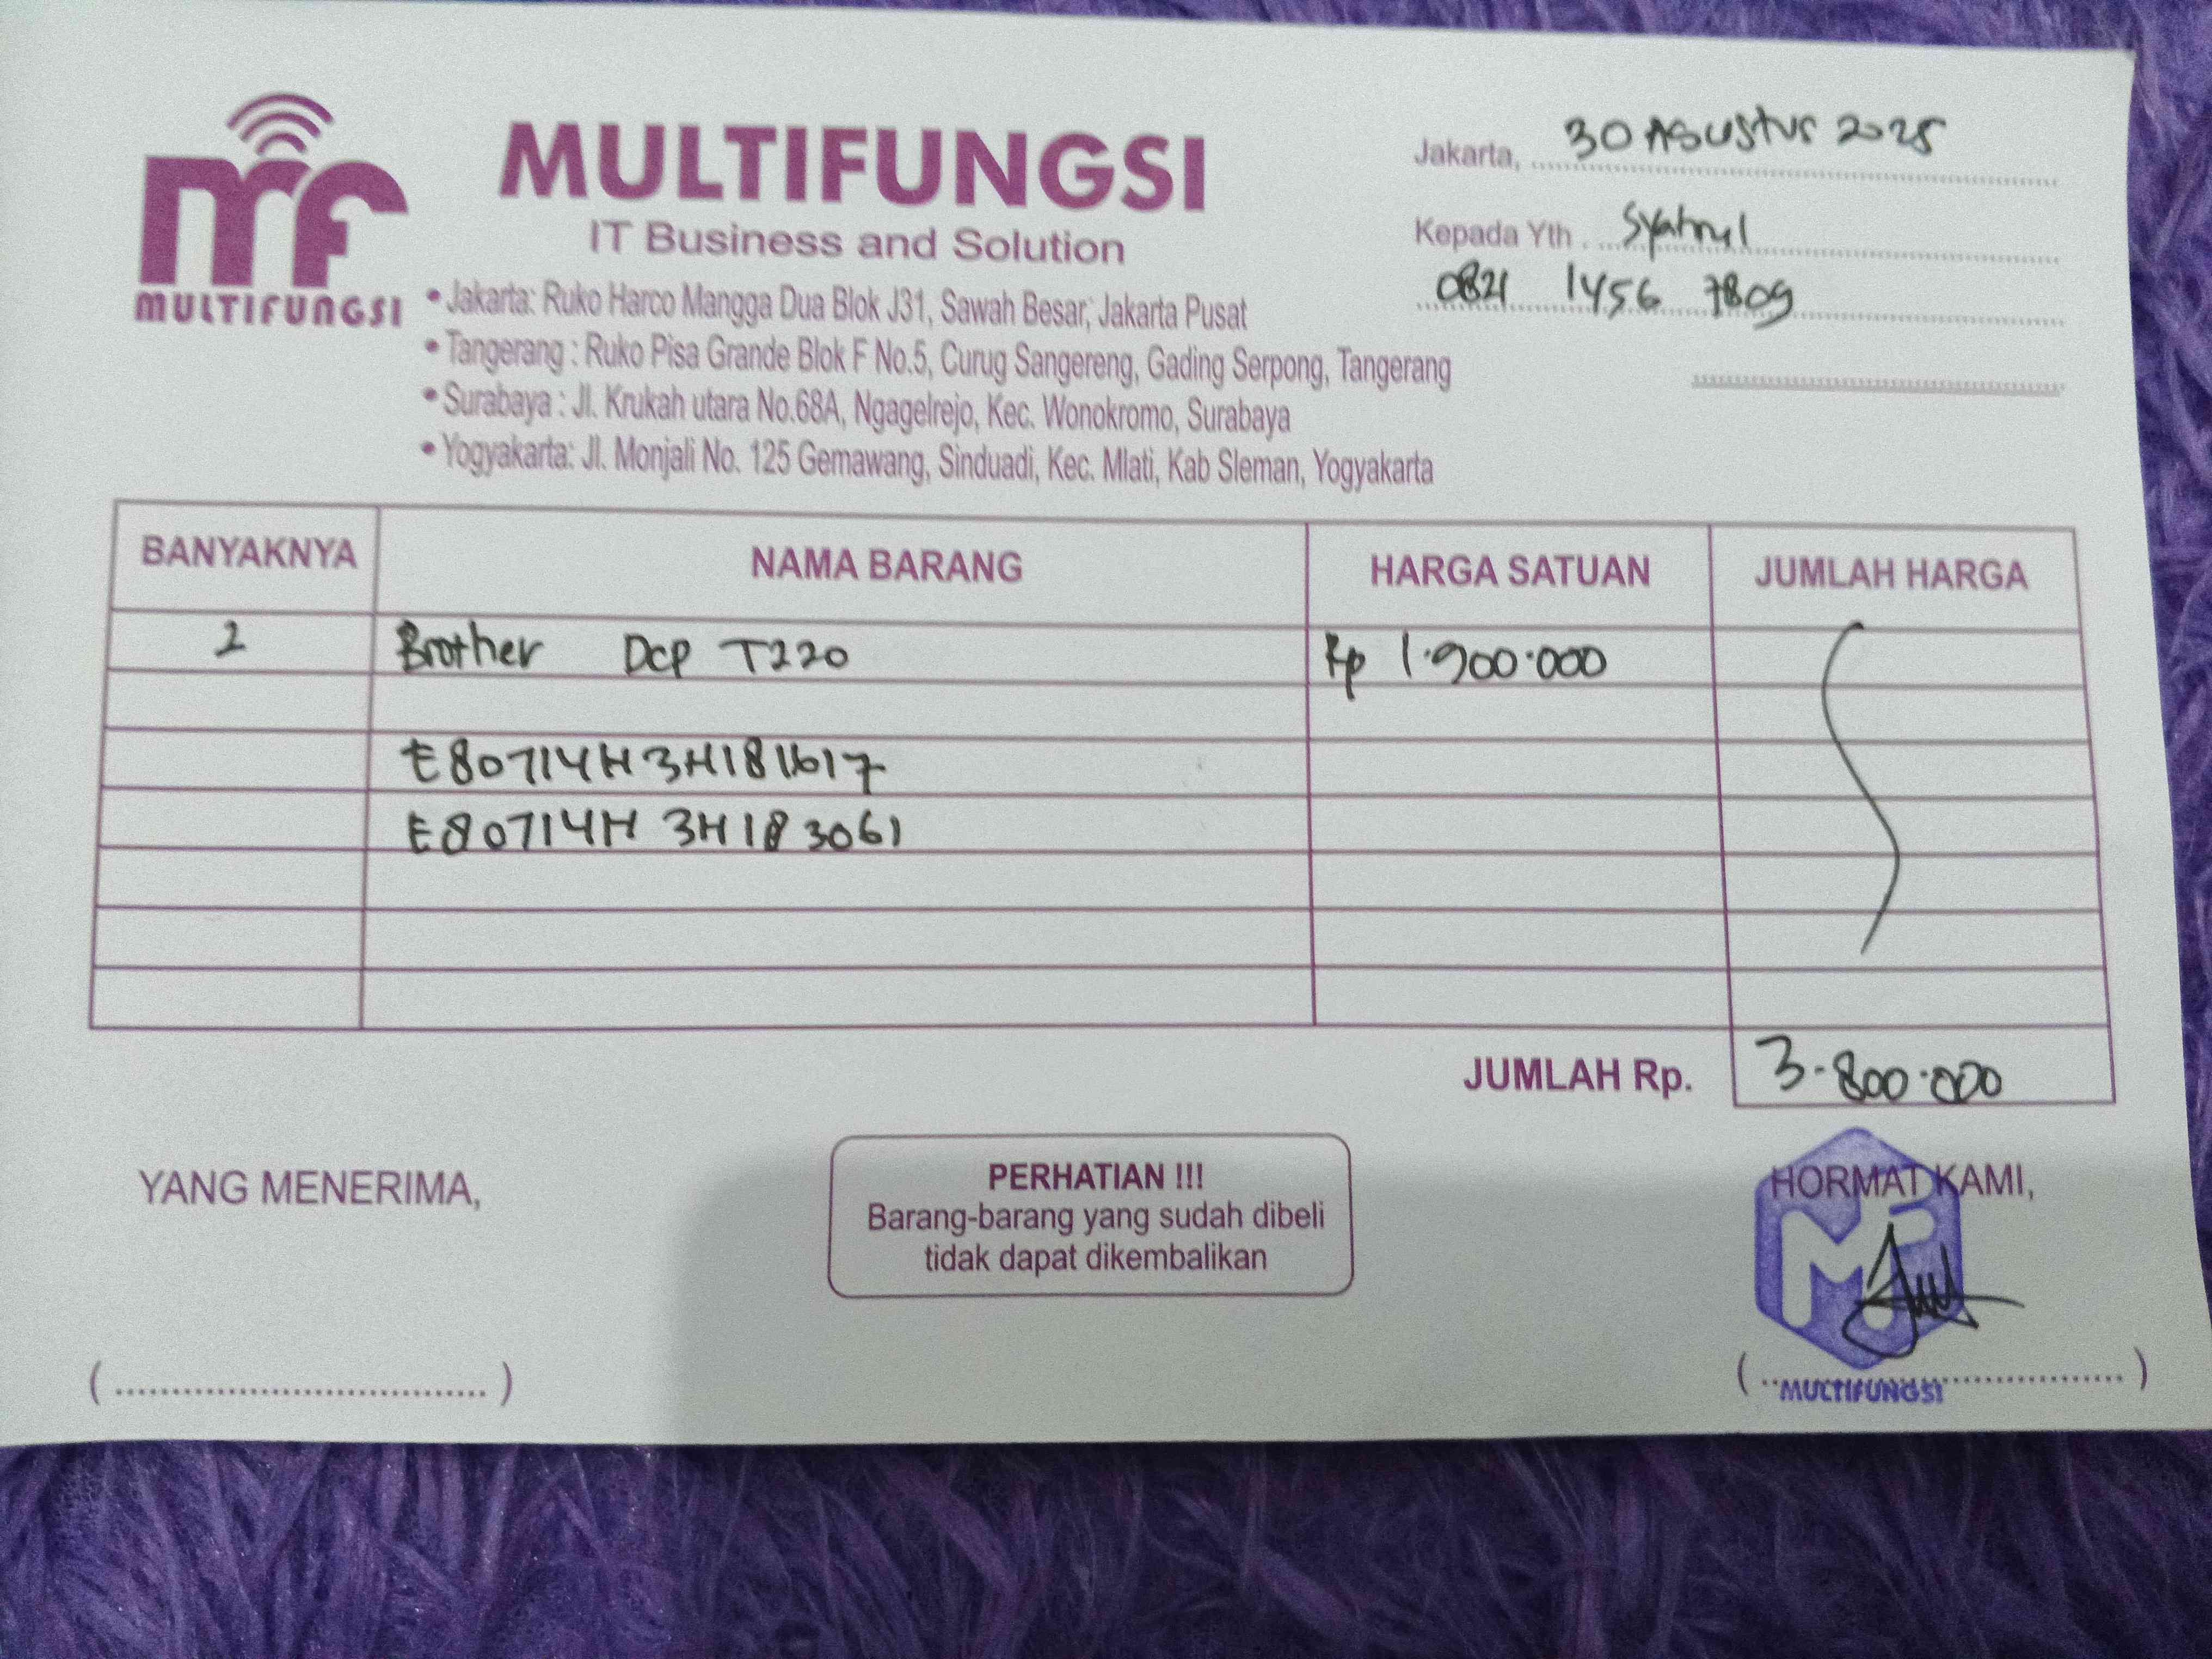 mf
MULTIFUNGSI
MULTIFUNGSI
IT Business and Solution
• Jakarta: Ruko Harco Mangga Dua Blok J31, Sawah Besar, Jakarta Pusat
• Tangerang : Ruko Pisa Grande Blok F No.5, Curug Sangereng, Gading Serpong, Tangerang
• Surabaya : Jl. Krukah utara No.68A, Ngagelrejo, Kec. Wonokromo, Surabaya
• Yogyakarta: Jl. Monjali No. 125 Gemawang, Sinduadi, Kec. Mlati, Kab Sleman, Yogyakarta
Jakarta, 30 Agustus 2025
Kepada Yth. Syahrul
0821 1456 7809
BANYAKNYA NAMA BARANG HARGA SATUAN JUMLAH HARGA
2 Brother Dcp T220 Rp 1.900.000
E80714H3H181617
E80714H 3H183061
JUMLAH Rp. 3.800.000
YANG MENERIMA,
PERHATIAN !!!
Barang-barang yang sudah dibeli
tidak dapat dikembalikan
HORMAT KAMI,
MULTIFUNGSI